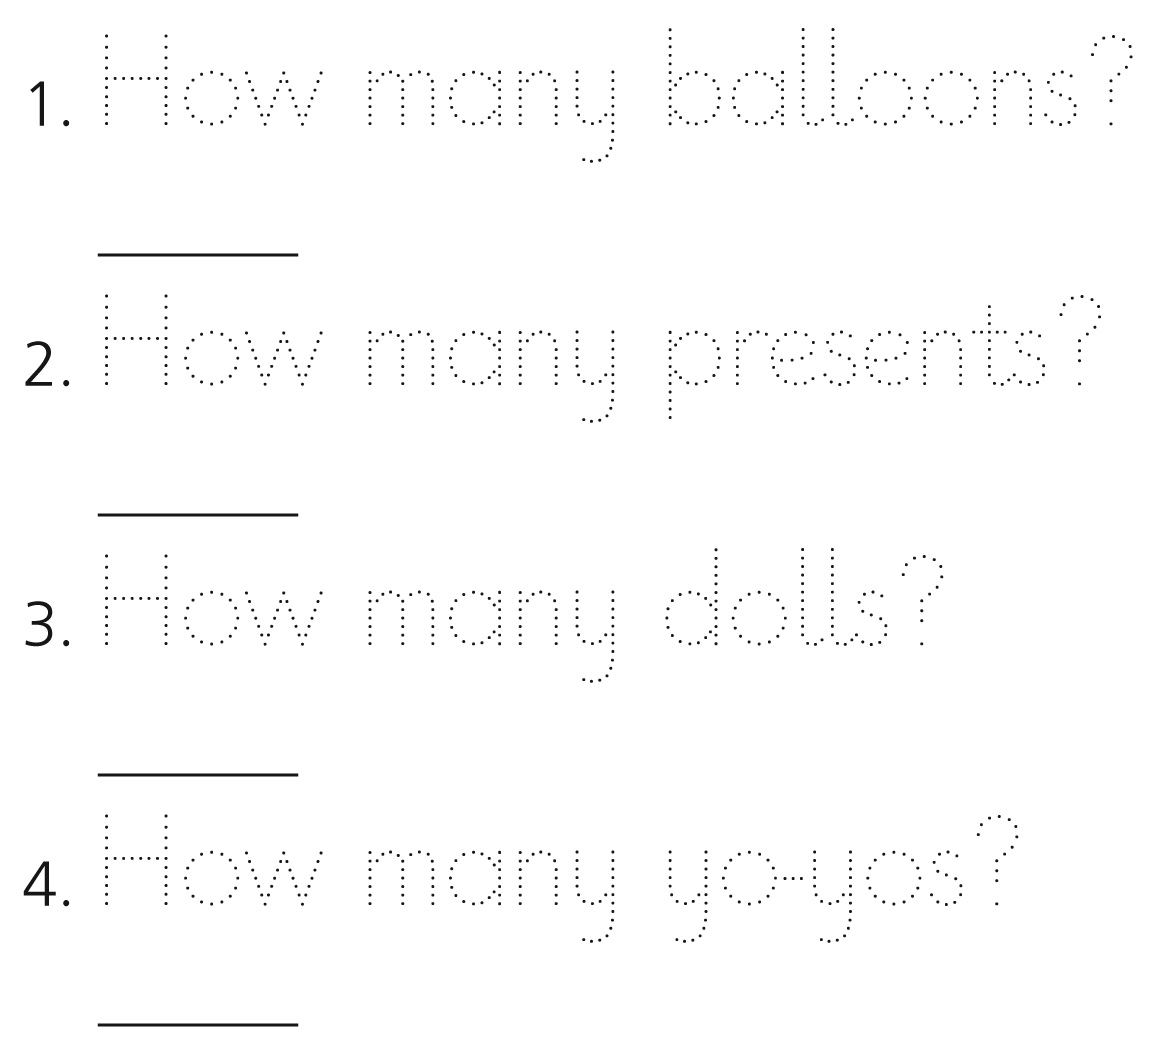 1. How many balloons?
2. How many presents?
3. How many dolls?
4. How many yo-yos?